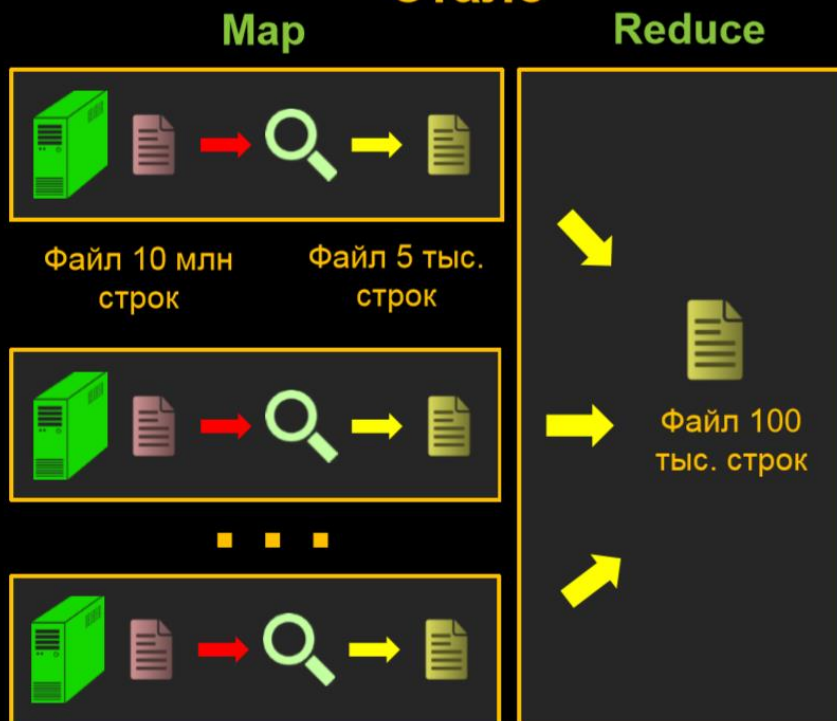 Map
Reduce
Файл 10 млн
строк
Файл 5 тыс.
строк
Файл 100
тыс. строк